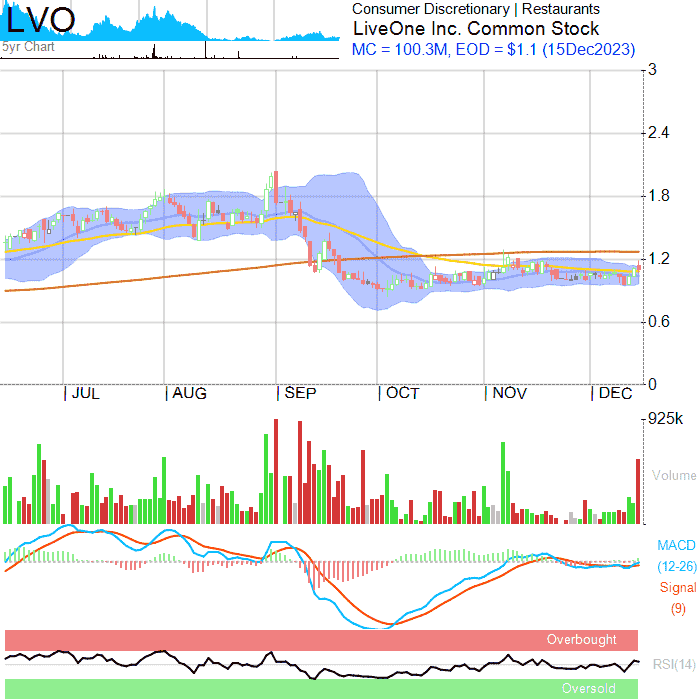 LVO
5yr Chart
Consumer Discretionary | Restaurants
LiveOne Inc. Common Stock
MC = 100.3M, EOD = $1.1 (15Dec2023)
3
2.4
1.8
1.2
0.6
0
JUL AUG SEP OCT NOV DEC
925k
Volume
MACD
(12-26)
Signal
(9)
Overbought
RSI(14)
Oversold